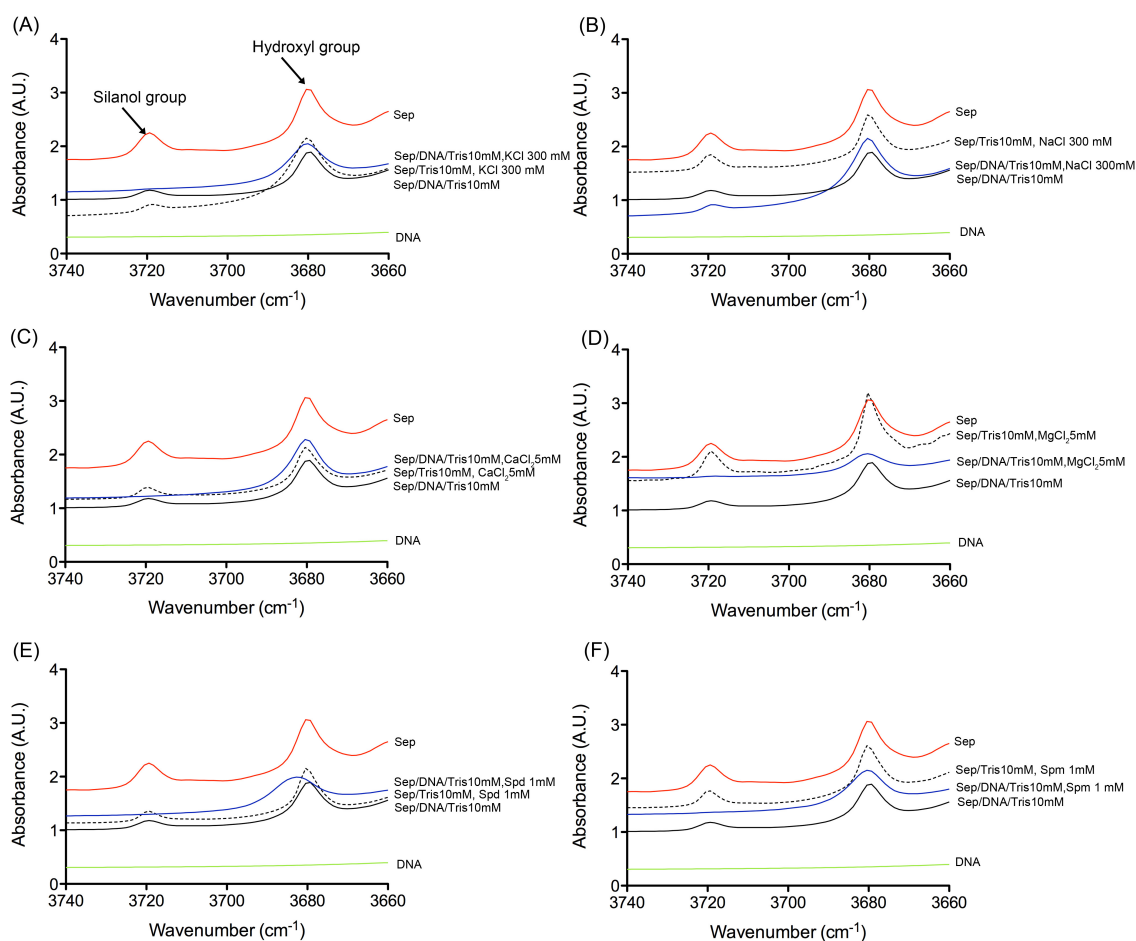 (A)
Absorbance (A.U.)
4
3
2
1
0
Hydroxyl group
Silanol group
Sep
Sep/DNA/Tris10mM,KCl 300 mM
Sep/Tris10mM, KCl 300 mM
Sep/DNA/Tris10mM
DNA
3740 3720 3700 3680 3660
Wavenumber (cm-1)
(B)
Absorbance (A.U.)
4
3
2
1
0
Sep
Sep/Tris10mM, NaCl 300 mM
Sep/DNA/Tris10mM,NaCl 300mM
Sep/DNA/Tris10mM
DNA
3740 3720 3700 3680 3660
Wavenumber (cm-1)
(C)
Absorbance (A.U.)
4
3
2
1
0
Sep
Sep/DNA/Tris10mM,CaCl25mM
Sep/Tris10mM, CaCl25mM
Sep/DNA/Tris10mM
DNA
3740 3720 3700 3680 3660
Wavenumber (cm-1)
(D)
Absorbance (A.U.)
4
3
2
1
0
Sep
Sep/Tris10mM,MgCl25mM
Sep/DNA/Tris10mM,MgCl25mM
Sep/DNA/Tris10mM
DNA
3740 3720 3700 3680 3660
Wavenumber (cm-1)
(E)
Absorbance (A.U.)
4
3
2
1
0
Sep
Sep/DNA/Tris10mM,Spd 1mM
Sep/Tris10mM, Spd 1mM
Sep/DNA/Tris10mM
DNA
3740 3720 3700 3680 3660
Wavenumber (cm-1)
(F)
Absorbance (A.U.)
4
3
2
1
0
Sep
Sep/Tris10mM, Spm 1mM
Sep/DNA/Tris10mM,Spm 1 mM
Sep/DNA/Tris10mM
DNA
3740 3720 3700 3680 3660
Wavenumber (cm-1)